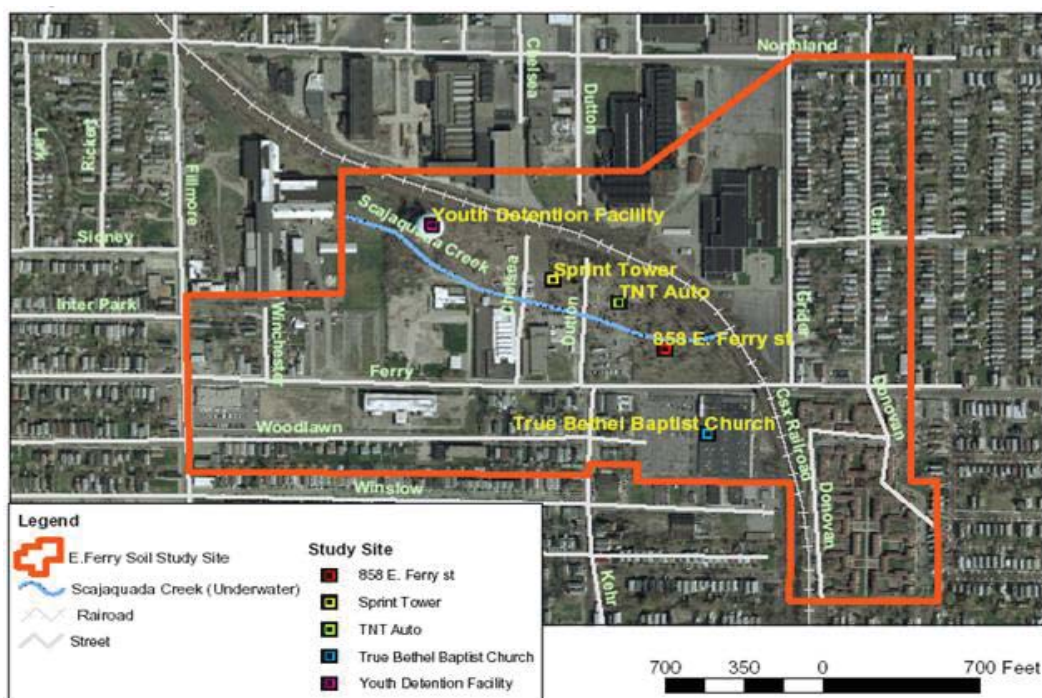 Northland
Chelsea
Dutton
Lark
Rickert
Fillmore
Carl
Sidney
Scajaquada Creek
Youth Detention Facility
Sprint Tower
TNT Auto
Chelsea
Dutton
Grider
Inter Park
Winchester
858 E. Ferry st
Ferry
Donovan
True Bethel Baptist Church
Csx Railroad
Woodlawn
Winslow
Donovan
Kehr
Legend
E.Ferry Soil Study Site
Scajaquada Creek (Underwater)
Rairoad
Street
Study Site
858 E. Ferry st
Sprint Tower
TNT Auto
True Bethel Baptist Church
Youth Detention Facility
700 350 0 700 Feet